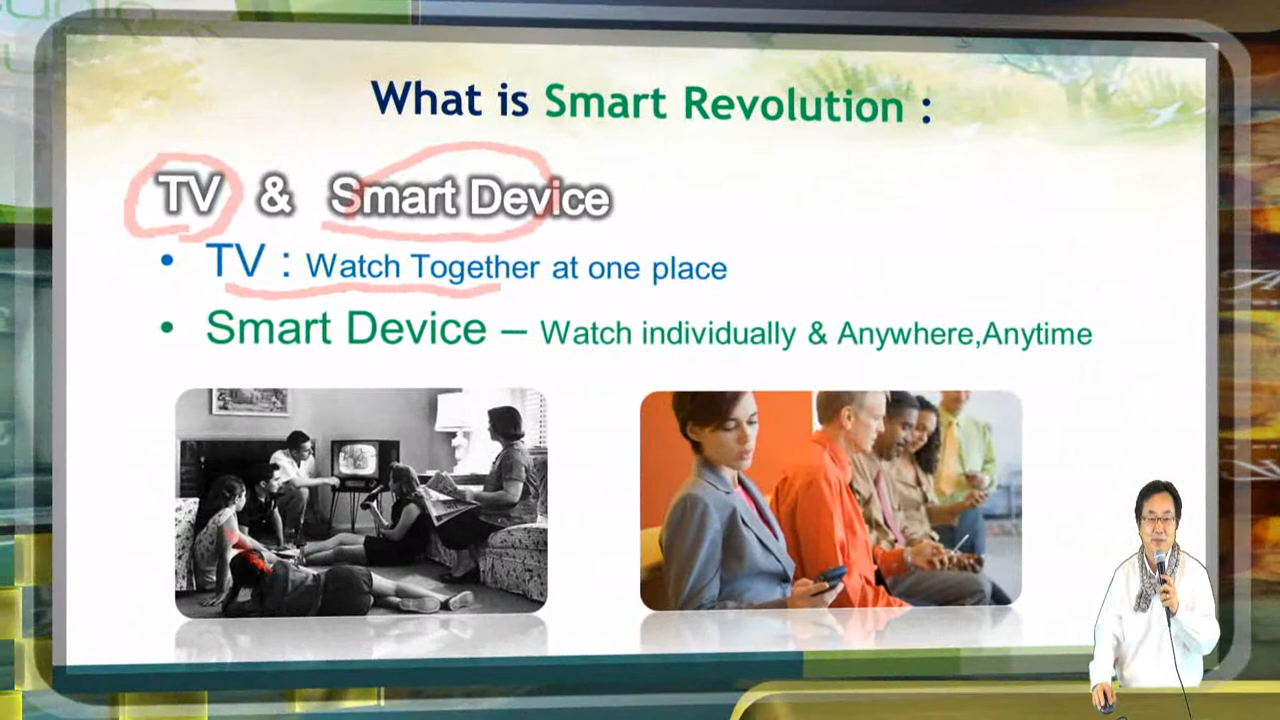 What is Smart Revolution :
TV & Smart Device
• TV : Watch Together at one place
• Smart Device – Watch individually & Anywhere,Anytime